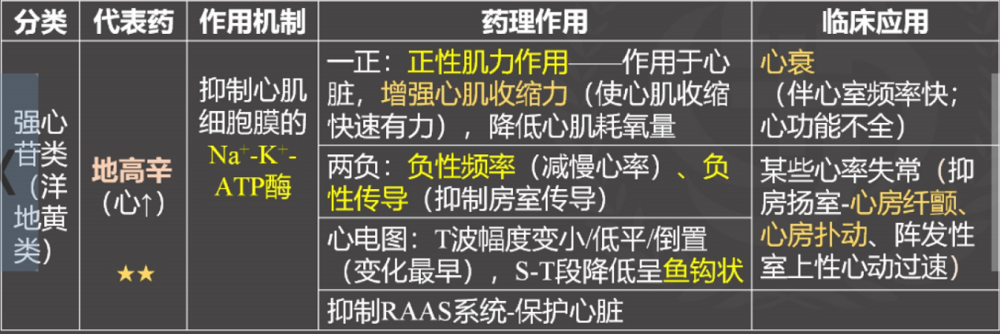 分类
代表药
作用机制
药理作用
临床应用
强心
苷类
（洋
地黄
类）
地高辛
（心↑）
★★
抑制心肌
细胞膜的
Na⁺-K⁺-
ATP酶
一正：正性肌力作用——作用于心
脏，增强心肌收缩力（使心肌收缩
快速有力），降低心肌耗氧量
心衰
（伴心室频率快；
心功能不全）
两负：负性频率（减慢心率）、负
性传导（抑制房室传导）
心电图：T波幅度变小/低平/倒置
（变化最早），S-T段降低呈鱼钩状
某些心率失常（抑
房扬室-心房纤颤、
心房扑动、阵发性
室上性心动过速）
抑制RAAS系统-保护心脏